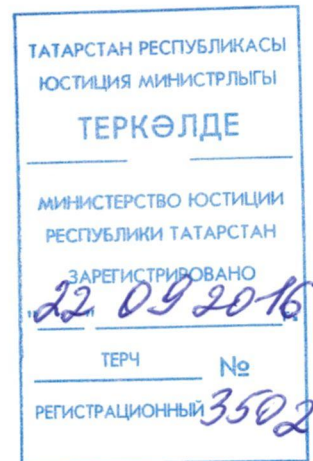 ТАТАРСТАН РЕСПУБЛИКАСЫ
ЮСТИЦИЯ МИНИСТРЛЫГЫ
ТЕРКӘЛДЕ
МИНИСТЕРСТВО ЮСТИЦИИ
РЕСПУБЛИКИ ТАТАРСТАН
ЗАРЕГИСТРИРОВАНО
"22" 09 2016
ТЕРЧ №
РЕГИСТРАЦИОННЫЙ 3502